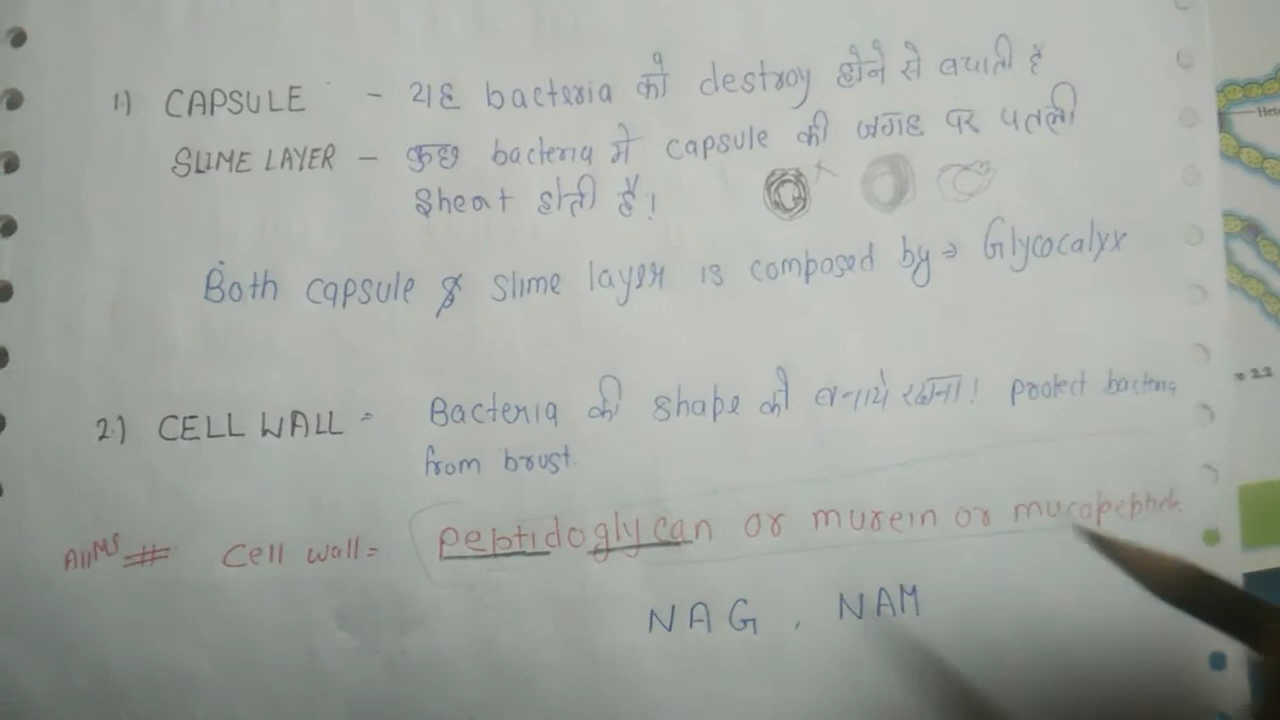 1.) CAPSULE - यह bacteria को destroy होने से बचाती है
SLIME LAYER - कुछ bacteria में capsule की जगह पर पतली
Sheat होती है।
Both capsule & slime layer is composed by → Glycocalyx
2.) CELL WALL = Bacteria की shape को बनाये रखना! protect bacteria
from brust.
AIIMS # Cell wall = peptidoglycan or murein or mucopeptide
NAG, NAM